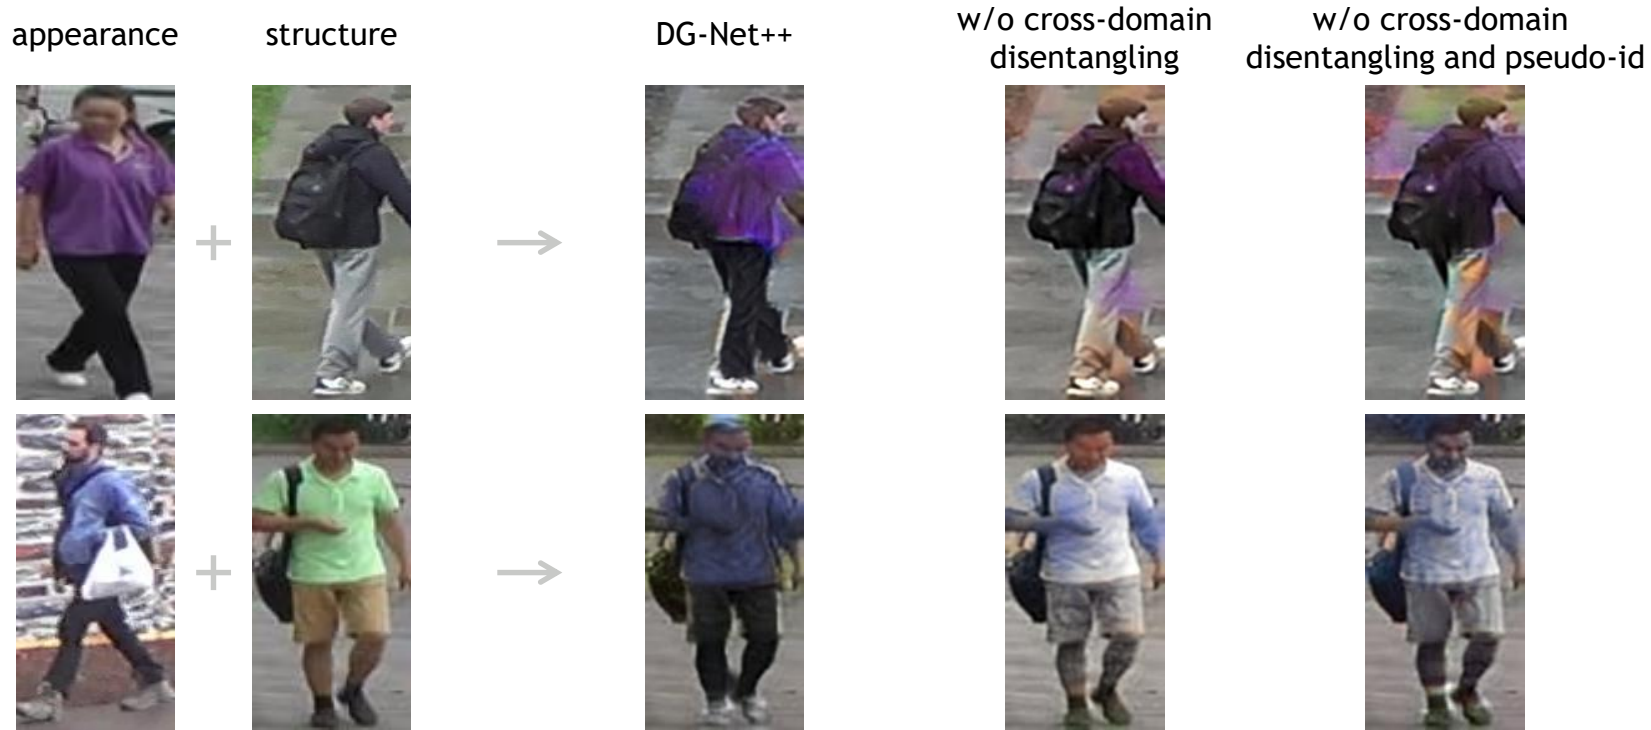 appearance
structure
DG-Net++
w/o cross-domain
disentangling
w/o cross-domain
disentangling and pseudo-id